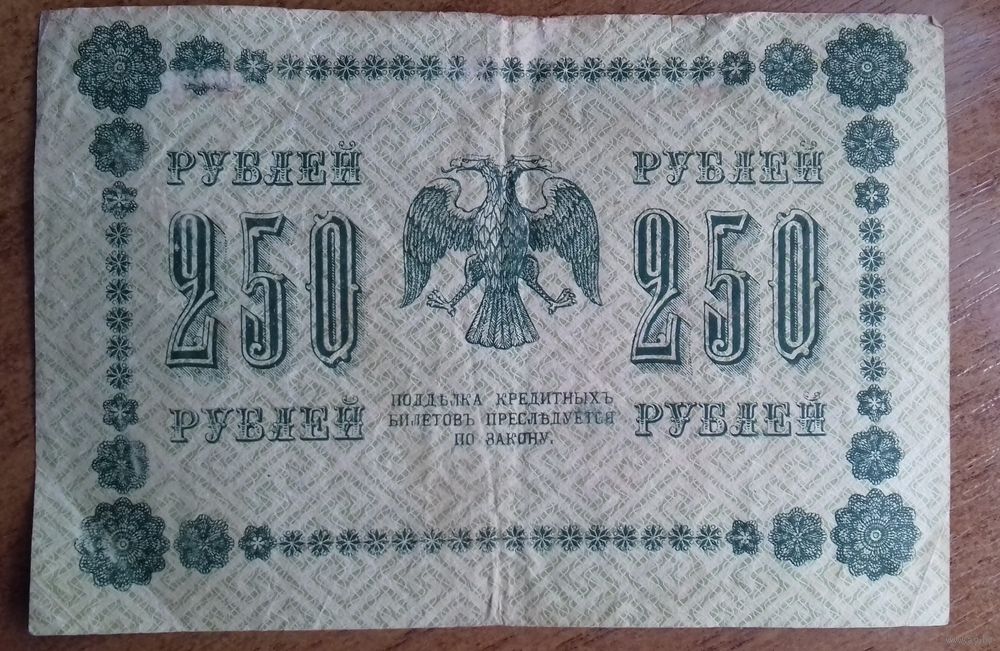 РУБЛЕЙ
РУБЛЕЙ
250
250
РУБЛЕЙ
РУБЛЕЙ
ПОДДѢЛКА КРЕДИТНЫХЪ
БИЛЕТОВЪ ПРЕСЛѢДУЕТСЯ
ПО ЗАКОНУ.